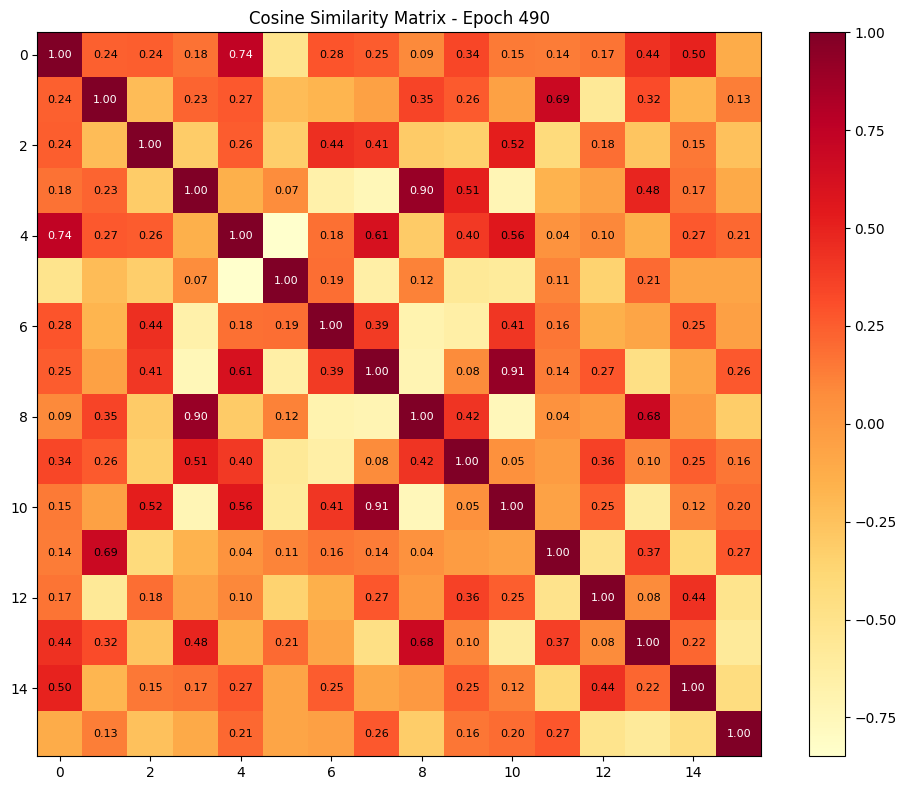 Cosine Similarity Matrix - Epoch 490
0 1.00 0.24 0.24 0.18 0.74 0.28 0.25 0.09 0.34 0.15 0.14 0.17 0.44 0.50
0.24 1.00 0.23 0.27 0.35 0.26 0.69 0.32 0.13
2 0.24 1.00 0.26 0.44 0.41 0.52 0.18 0.15
0.18 0.23 1.00 0.07 0.90 0.51 0.48 0.17
4 0.74 0.27 0.26 1.00 0.18 0.61 0.40 0.56 0.04 0.10 0.27 0.21
0.07 1.00 0.19 0.12 0.11 0.21
6 0.28 0.44 0.18 0.19 1.00 0.39 0.41 0.16 0.25
0.25 0.41 0.61 0.39 1.00 0.08 0.91 0.14 0.27 0.26
8 0.09 0.35 0.90 0.12 1.00 0.42 0.04 0.68
0.34 0.26 0.51 0.40 0.08 0.42 1.00 0.05 0.36 0.10 0.25 0.16
10 0.15 0.52 0.56 0.41 0.91 0.05 1.00 0.25 0.12 0.20
0.14 0.69 0.04 0.11 0.16 0.14 0.04 1.00 0.37 0.27
12 0.17 0.18 0.10 0.27 0.36 0.25 1.00 0.08 0.44
0.44 0.32 0.48 0.21 0.68 0.10 0.37 0.08 1.00 0.22
14 0.50 0.15 0.17 0.27 0.25 0.25 0.12 0.44 0.22 1.00
0.13 0.21 0.26 0.16 0.20 0.27 1.00
0 2 4 6 8 10 12 14
1.00
0.75
0.50
0.25
0.00
−0.25
−0.50
−0.75